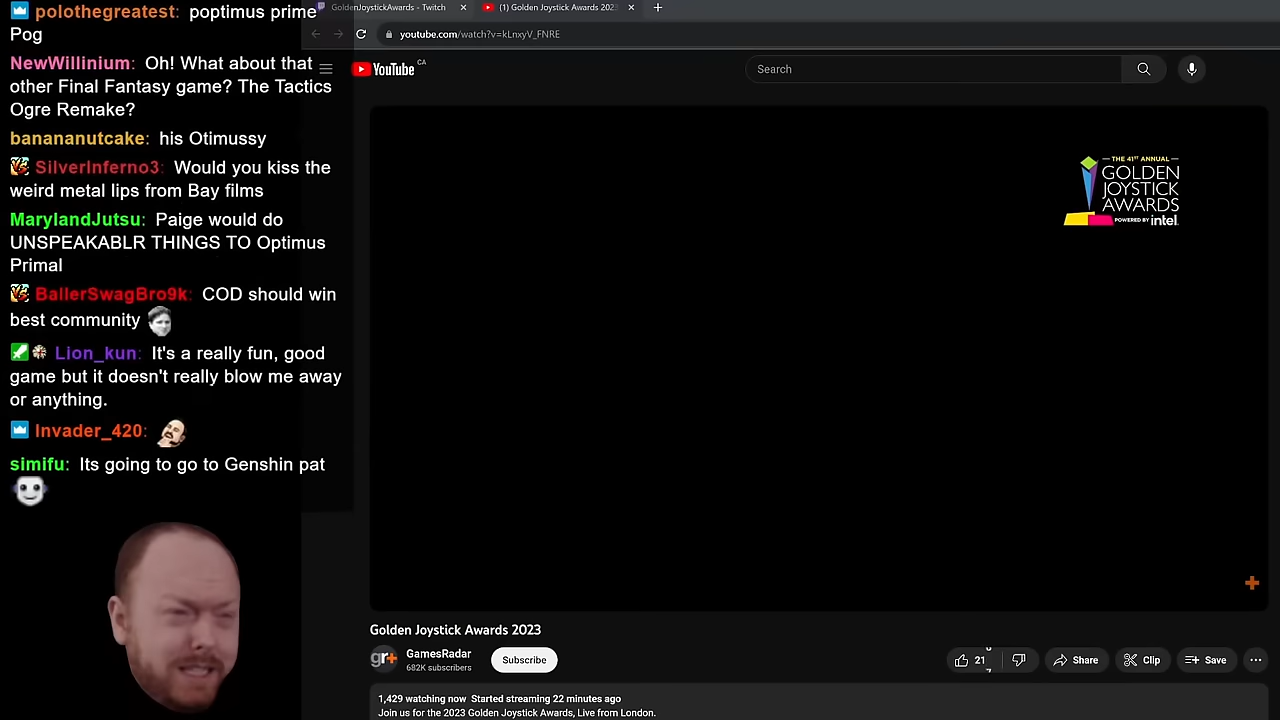 polothegreatest: poptimus prime
Pog
NewWillinium: Oh! What about that
other Final Fantasy game? The Tactics
Ogre Remake?
banananutcake: his Otimussy
SilverInferno3: Would you kiss the
weird metal lips from Bay films
MarylandJutsu: Paige would do
UNSPEAKABLR THINGS TO Optimus
Primal
BallerSwagBro9k: COD should win
best community
Lion_kun: It's a really fun, good
game but it doesn't really blow me away
or anything.
Invader_420:
simifu: Its going to go to Genshin pat
GoldenJoystickAwards - Twitch
(1) Golden Joystick Awards 202
youtube.com/watch?v=kLnxyV_FNRE
YouTube CA
Search
THE 41ST ANNUAL
GOLDEN
JOYSTICK
AWARDS
POWERED BY intel.
Golden Joystick Awards 2023
gr+
GamesRadar
682K subscribers
Subscribe
21
Share
Clip
Save
1,429 watching now Started streaming 22 minutes ago
Join us for the 2023 Golden Joystick Awards, Live from London.